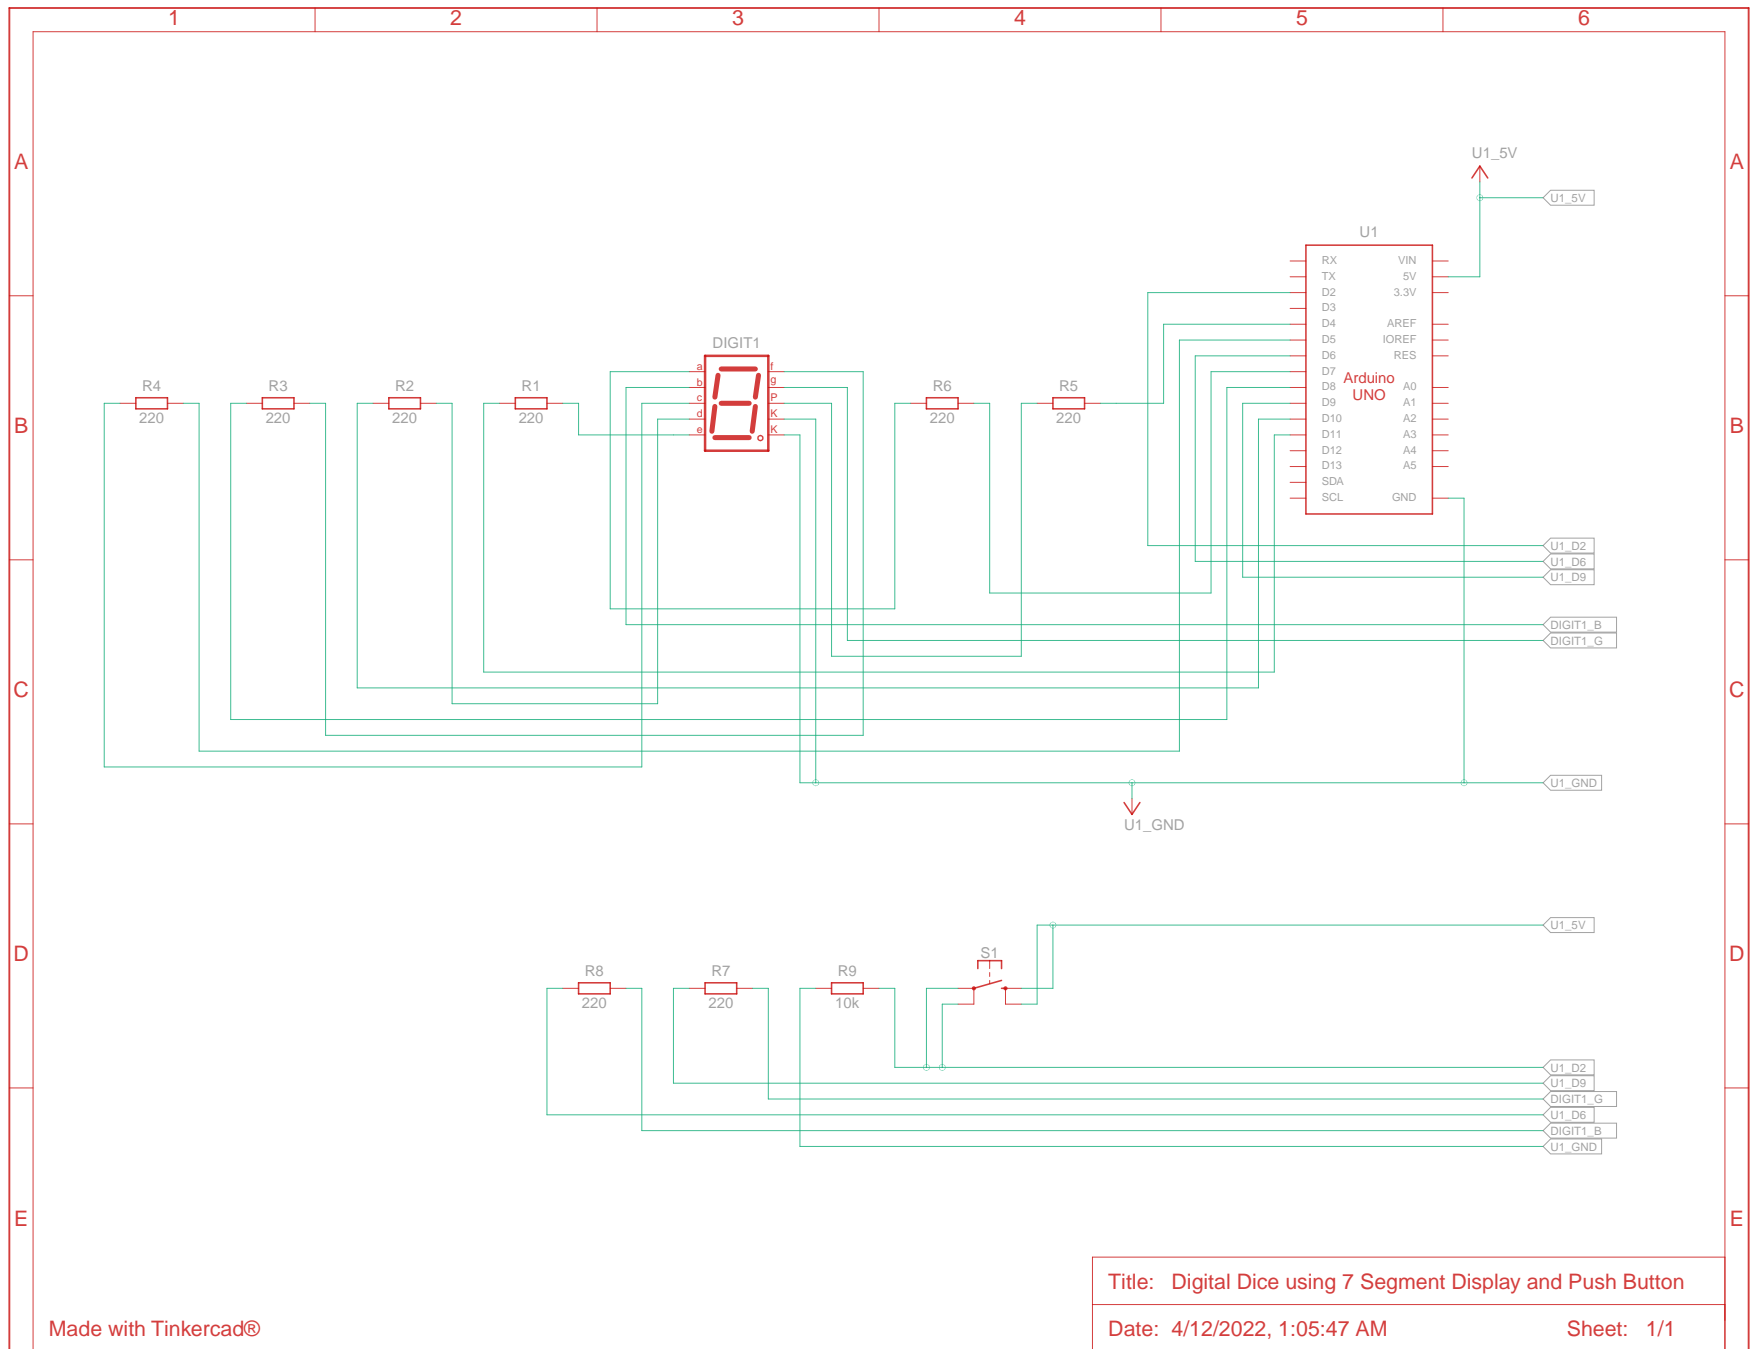 1 2 3 4 5 6
A A
U1_5V
U1_5V
U1
RX VIN
TX 5V
D2 3.3V
D3
D4 AREF
D5 IOREF
D6 RES
D7
Arduino
UNO
D8 A0
D9 A1
D10 A2
D11 A3
D12 A4
D13 A5
SDA
SCL GND
DIGIT1
a f
b g
c P
d K
e K
R4 R3 R2 R1 R6 R5
220 220 220 220 220 220
B B
U1_D2
U1_D6
U1_D9
DIGIT1_B
DIGIT1_G
C C
U1_GND
U1_GND
U1_5V
D D
S1
R8 R7 R9
220 220 10k
U1_D2
U1_D9
DIGIT1_G
U1_D6
DIGIT1_B
U1_GND
E E
Title: Digital Dice using 7 Segment Display and Push Button
Made with Tinkercad®
Date: 4/12/2022, 1:05:47 AM Sheet: 1/1